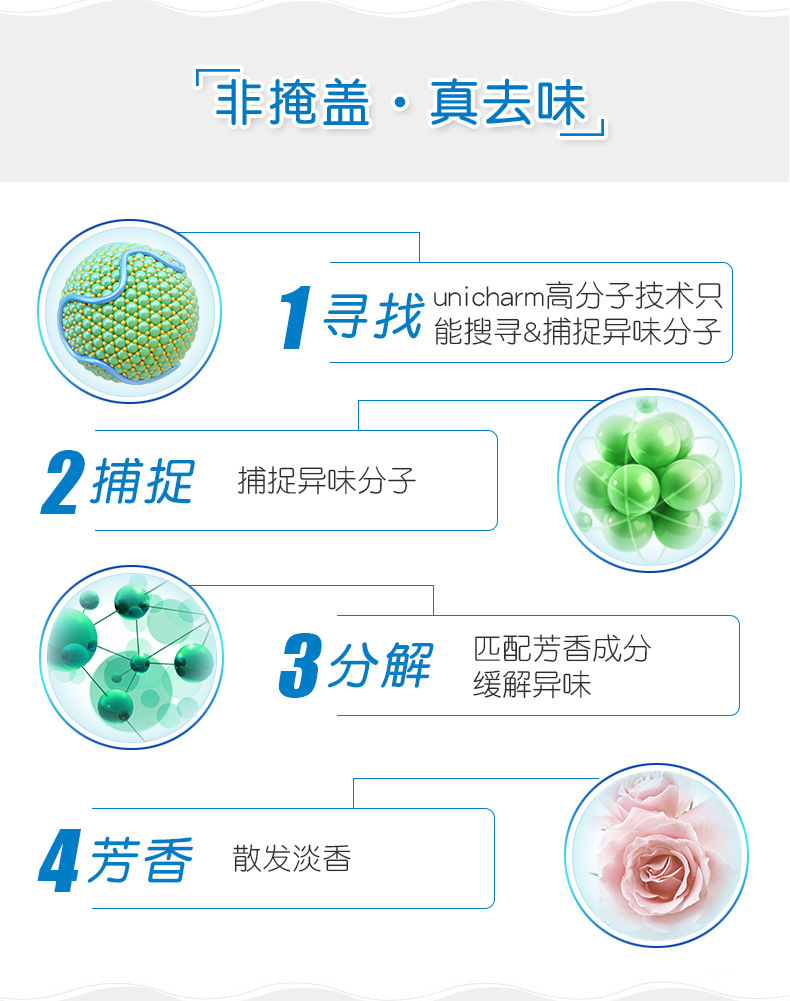 非掩盖·真去味
1 寻找
unicharm高分子技术只
能搜寻&捕捉异味分子
2 捕捉
捕捉异味分子
3 分解
匹配芳香成分
缓解异味
4 芳香
散发淡香